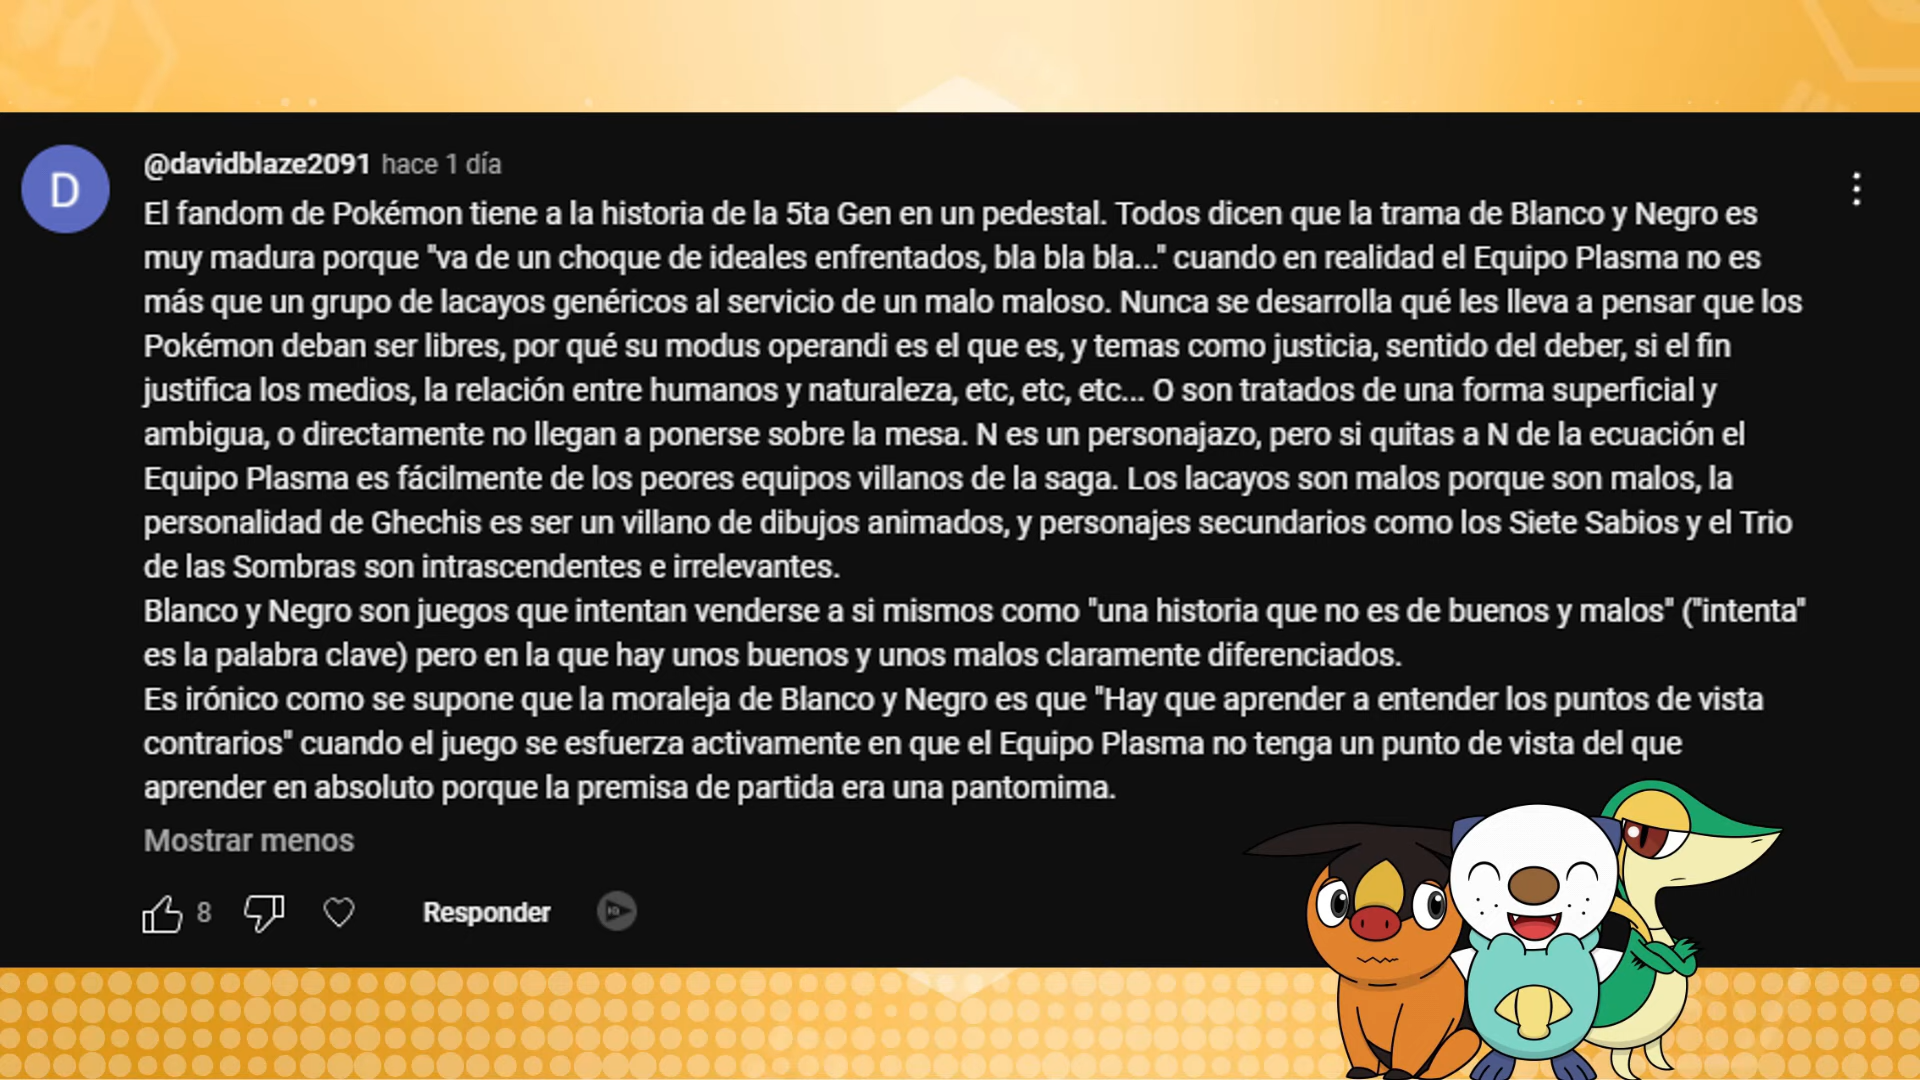 D
@davidblaze2091 hace 1 día
El fandom de Pokémon tiene a la historia de la 5ta Gen en un pedestal. Todos dicen que la trama de Blanco y Negro es
muy madura porque "va de un choque de ideales enfrentados, bla bla bla..." cuando en realidad el Equipo Plasma no es
más que un grupo de lacayos genéricos al servicio de un malo maloso. Nunca se desarrolla qué les lleva a pensar que los
Pokémon deban ser libres, por qué su modus operandi es el que es, y temas como justicia, sentido del deber, si el fin
justifica los medios, la relación entre humanos y naturaleza, etc, etc, etc... O son tratados de una forma superficial y
ambigua, o directamente no llegan a ponerse sobre la mesa. N es un personajazo, pero si quitas a N de la ecuación el
Equipo Plasma es fácilmente de los peores equipos villanos de la saga. Los lacayos son malos porque son malos, la
personalidad de Ghechis es ser un villano de dibujos animados, y personajes secundarios como los Siete Sabios y el Trio
de las Sombras son intrascendentes e irrelevantes.
Blanco y Negro son juegos que intentan venderse a si mismos como "una historia que no es de buenos y malos" ("intenta"
es la palabra clave) pero en la que hay unos buenos y unos malos claramente diferenciados.
Es irónico como se supone que la moraleja de Blanco y Negro es que "Hay que aprender a entender los puntos de vista
contrarios" cuando el juego se esfuerza activamente en que el Equipo Plasma no tenga un punto de vista del que
aprender en absoluto porque la premisa de partida era una pantomima.
Mostrar menos
8 Responder